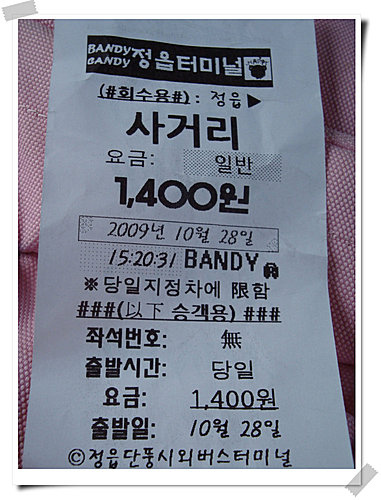 BANDY BANDY 정읍터미널
(#회수용#) : 정읍▶
사거리
요금: 일반
1,400원
2009년 10월 28일
15:20:31 BANDY
※당일지정차에 限함
###(以下 승객용) ###
좌석번호: 無
출발시간: 당일
요금: 1,400원
출발일: 10월 28일
©정읍단풍시외버스터미널